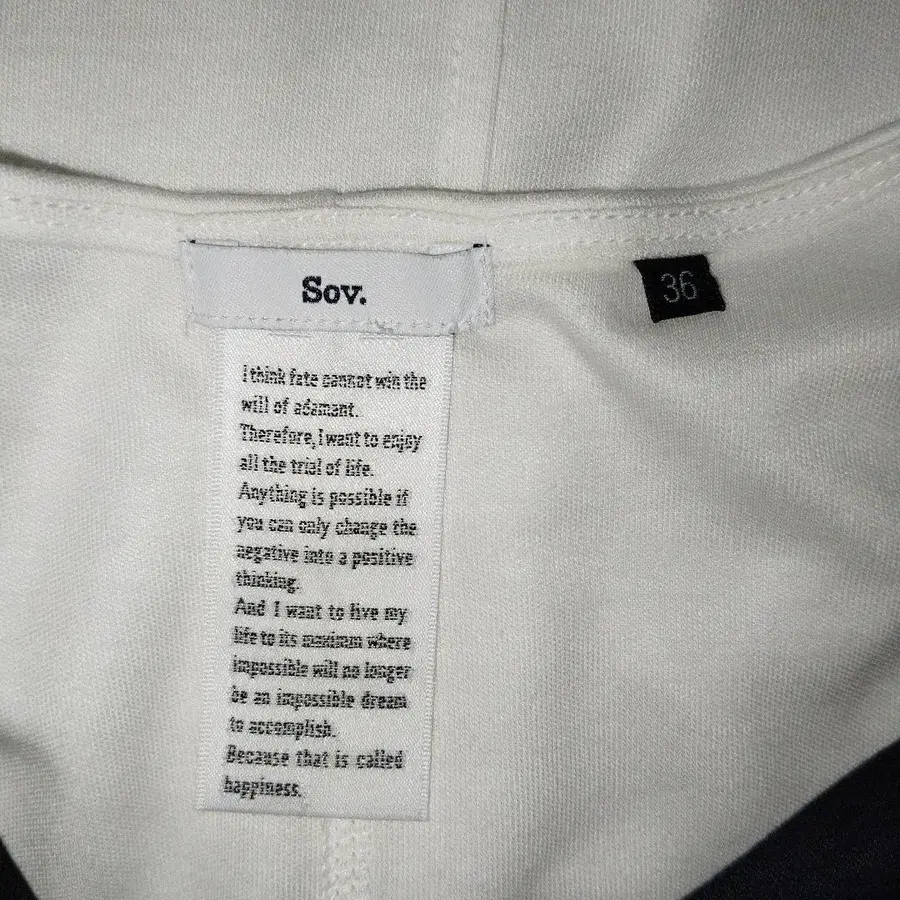 Sov.
36
I think fate cannot win the
will of adamant.
Therefore, I want to enjoy
all the trial of life.
Anything is possible if
you can only change the
negative into a positive
thinking.
And I want to live my
life to its maximum where
impossible will no longer
be an impossible dream
to accomplish.
Because that is called
happiness.